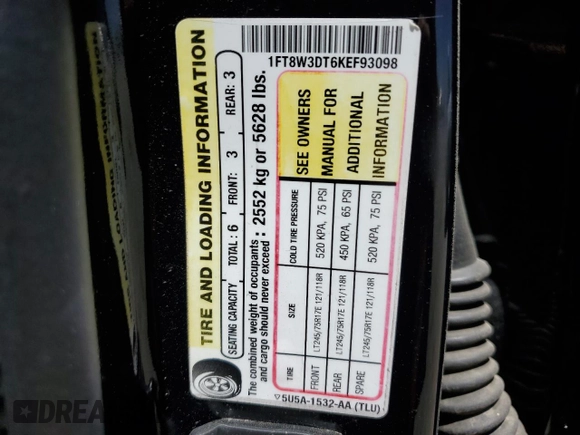 1FT8W3DT6KEF93098
TIRE AND LOADING INFORMATION
SEATING CAPACITY TOTAL: 6 FRONT: 3 REAR: 3
The combined weight of occupants
and cargo should never exceed : 2552 kg or 5628 lbs.
TIRE SIZE COLD TIRE PRESSURE
FRONT LT245/75R17E 121/118R 520 KPA, 75 PSI
REAR LT245/75R17E 121/118R 450 KPA, 65 PSI
SPARE LT245/75R17E 121/118R 520 KPA, 75 PSI
SEE OWNERS
MANUAL FOR
ADDITIONAL
INFORMATION
▽5U5A-1532-AA (TLU)